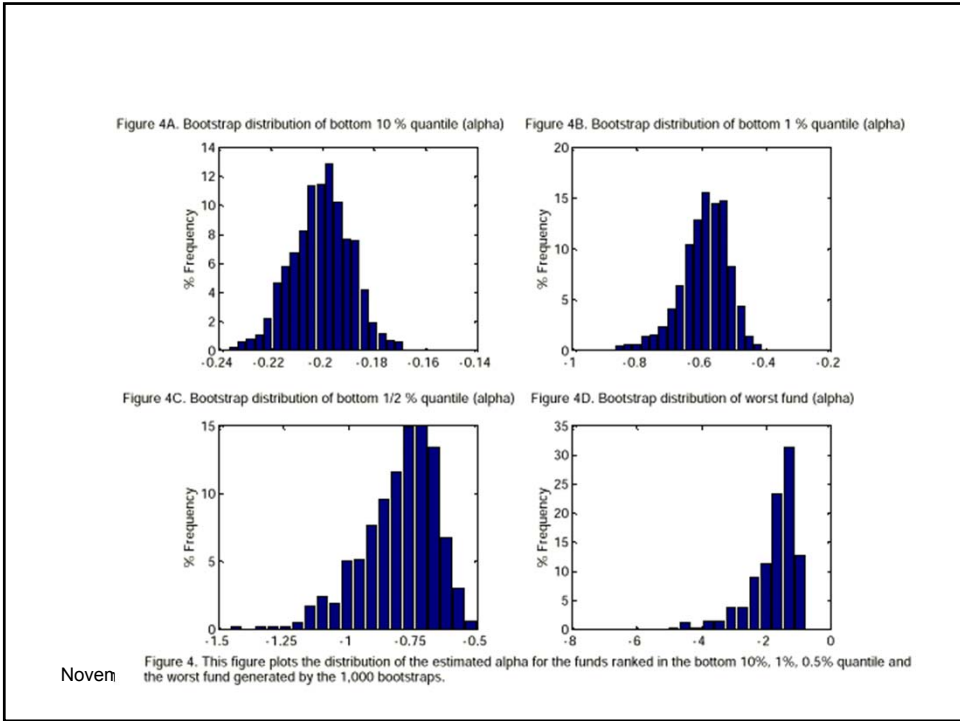 Figure 4A. Bootstrap distribution of bottom 10 % quantile (alpha)
Figure 4B. Bootstrap distribution of bottom 1 % quantile (alpha)
14
12
10
8
6
4
2
0
% Frequency
-0.24 -0.22 -0.2 -0.18 -0.16 -0.14
20
15
10
5
0
% Frequency
-1 -0.8 -0.6 -0.4 -0.2
Figure 4C. Bootstrap distribution of bottom 1/2 % quantile (alpha)
Figure 4D. Bootstrap distribution of worst fund (alpha)
15
10
5
0
% Frequency
-1.5 -1.25 -1 -0.75 -0.5
35
30
25
20
15
10
5
0
% Frequency
-8 -6 -4 -2 0
Figure 4. This figure plots the distribution of the estimated alpha for the funds ranked in the bottom 10%, 1%, 0.5% quantile and
the worst fund generated by the 1,000 bootstraps.